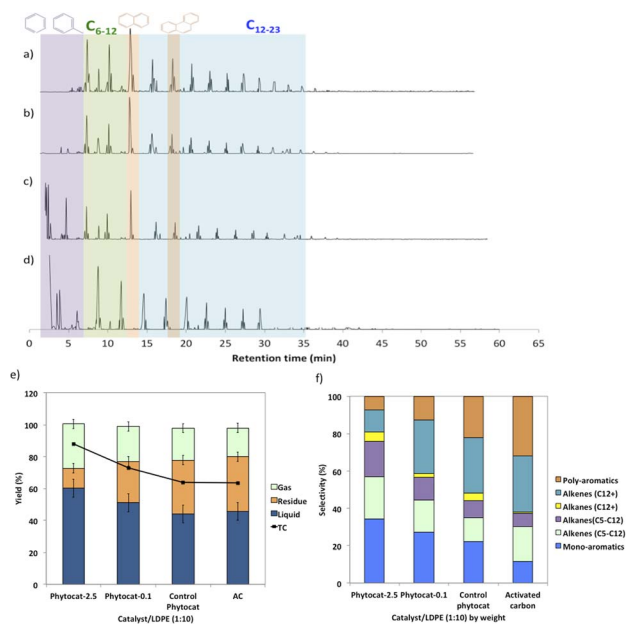 C6-12
C12-23
a)
b)
c)
d)
0 5 10 15 20 25 30 35 40 45 50 55 60 65
Retention time (min)
e)
120
100
80
60
40
20
0
Yield (%)
Gas
Residue
Liquid
TC
Phytocat-2.5 Phytocat-0.1 Control Phytocat AC
Catalyst/LDPE (1:10)
f)
100
80
60
40
20
0
Selectivity (%)
Poly-aromatics
Alkenes (C12+)
Alkanes (C12+)
Alkanes(C5-C12)
Alkenes (C5-C12)
Mono-aromatics
Phytocat-2.5 Phytocat-0.1 Control phytocat Activated carbon
Catalyst/LDPE (1:10) by weight